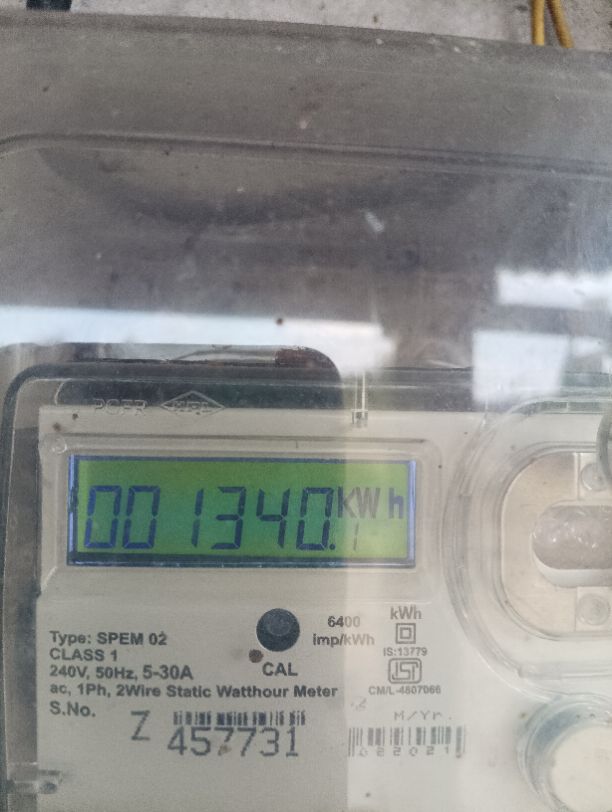 001340.1 KWh
6400
imp/kWh
kWh
IS:13779
CM/L-4807066
Type: SPEM 02
CLASS 1
240V, 50Hz, 5-30A
ac, 1Ph, 2Wire Static Watthour Meter
CAL
S.No.
Z 457731
M/Yr.
022021